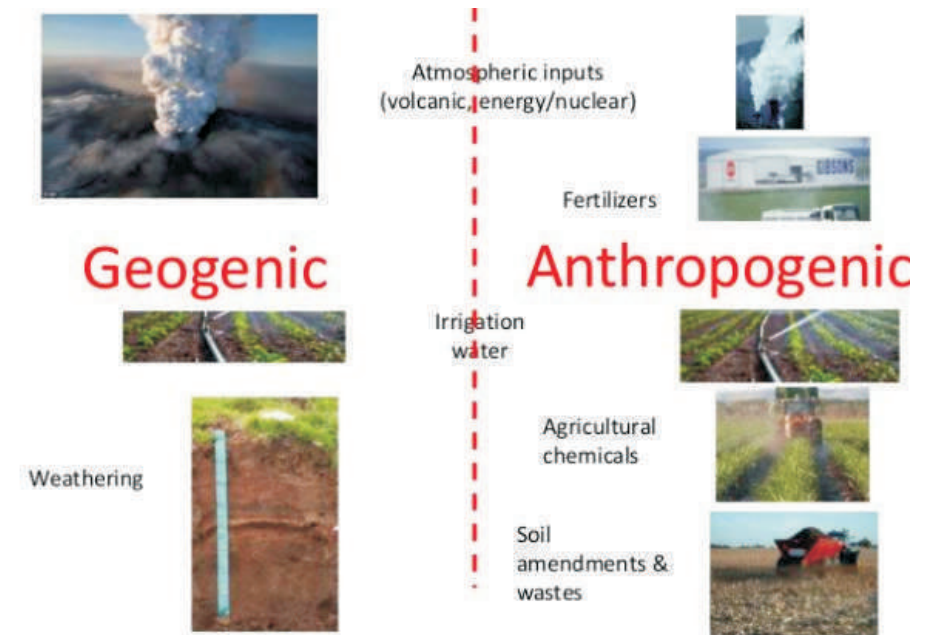 Atmospheric inputs
(volcanic, energy/nuclear)
GIBSONS
Fertilizers
Geogenic
Anthropogenic
Irrigation
water
Agricultural
chemicals
Weathering
Soil
amendments &
wastes